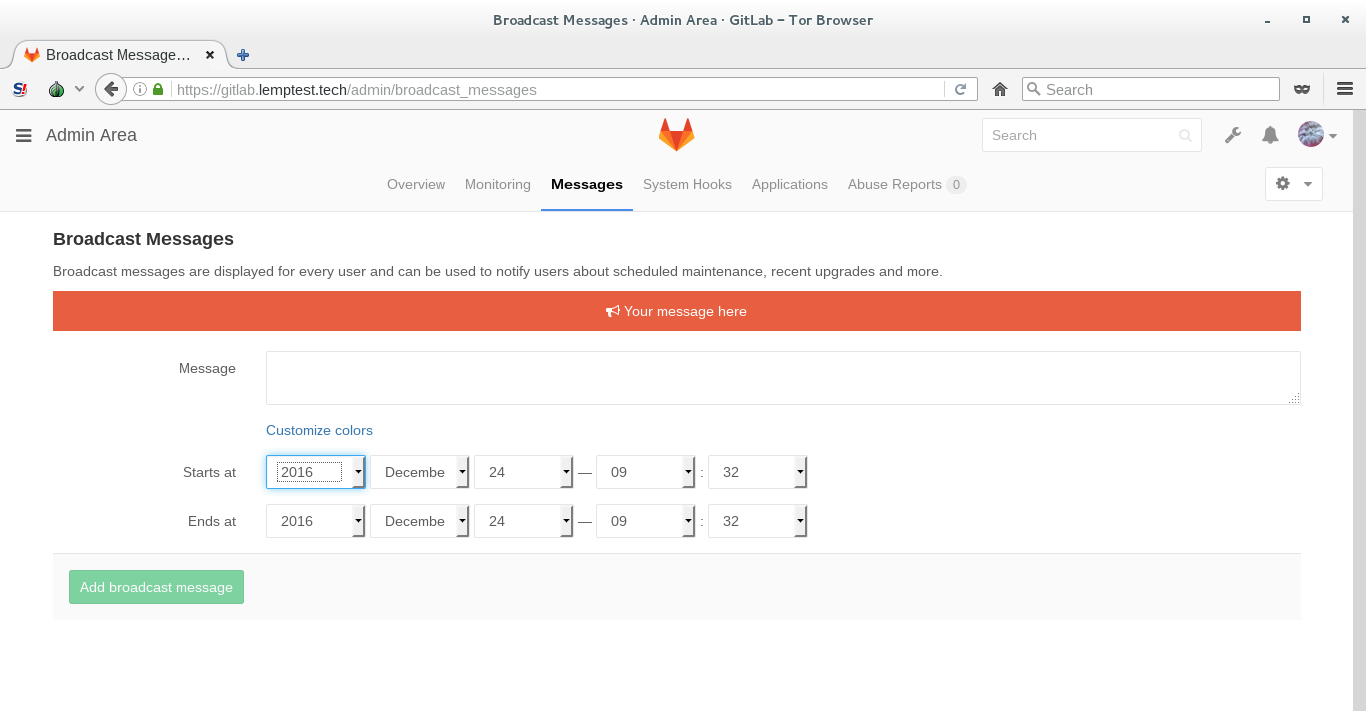 Broadcast Messages · Admin Area · GitLab – Tor Browser
Broadcast Message…
https://gitlab.lemptest.tech/admin/broadcast_messages
Search
Admin Area
Search
Overview Monitoring Messages System Hooks Applications Abuse Reports 0
Broadcast Messages
Broadcast messages are displayed for every user and can be used to notify users about scheduled maintenance, recent upgrades and more.
Your message here
Message
Customize colors
Starts at 2016 Decembe 24 — 09 : 32
Ends at 2016 Decembe 24 — 09 : 32
Add broadcast message